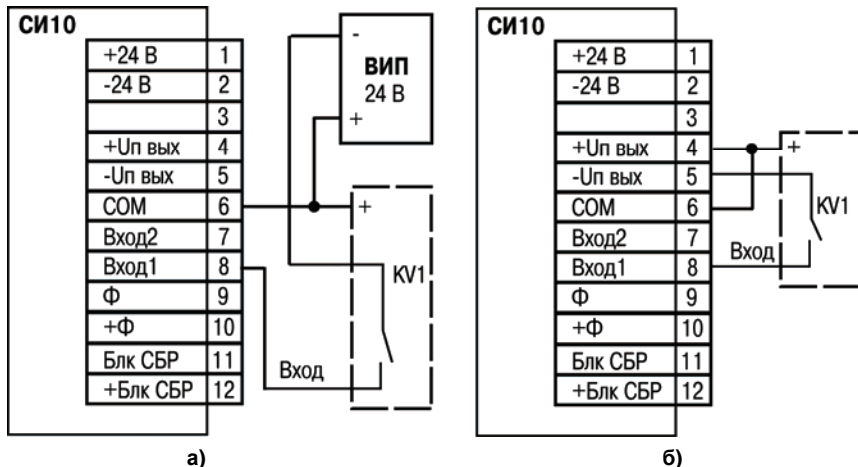 СИ10
+24 В 1
-24 В 2
3
+Uп вых 4
-Uп вых 5
COM 6
Вход2 7
Вход1 8
Ф 9
+Ф 10
Блк СБР 11
+Блк СБР 12
-
ВИП
24 В
+
+
KV1
Вход
а)
СИ10
+24 В 1
-24 В 2
3
+Uп вых 4
-Uп вых 5
COM 6
Вход2 7
Вход1 8
Ф 9
+Ф 10
Блк СБР 11
+Блк СБР 12
+
KV1
Вход
б)